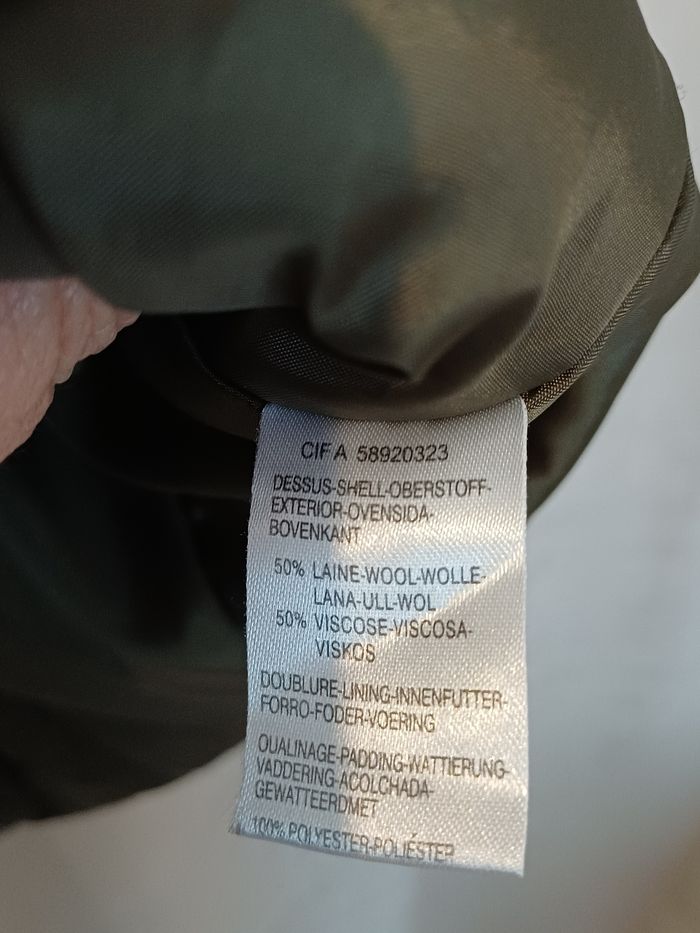 CIF A 58920323
DESSUS-SHELL-OBERSTOFF-
EXTERIOR-OVENSIDA-
BOVENKANT
50% LAINE-WOOL-WOLLE-
LANA-ULL-WOL
50% VISCOSE-VISCOSA-
VISKOS
DOUBLURE-LINING-INNENFUTTER-
FORRO-FODER-VOERING
OUALINAGE-PADDING-WATTIERUNG-
VADDERING-ACOLCHADA-
GEWATTEERDMET
100% POLYESTER-POLIÉSTER